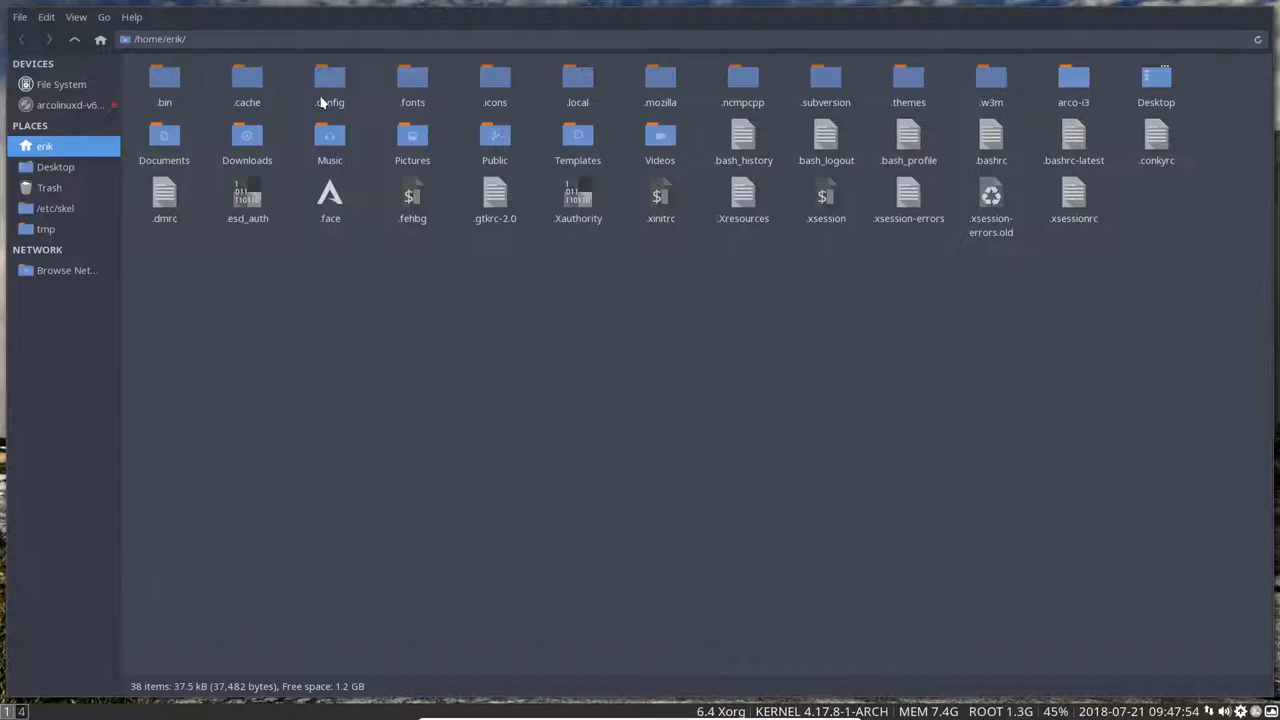 File Edit View Go Help
/home/erik/
DEVICES
File System
arcolinuxd-v6...
PLACES
erik
Desktop
Trash
/etc/skel
tmp
NETWORK
Browse Net...
.bin .cache .config .fonts .icons .local .mozilla .ncmpcpp .subversion .themes .w3m arco-i3 Desktop
Documents Downloads Music Pictures Public Templates Videos .bash_history .bash_logout .bash_profile .bashrc .bashrc-latest .conkyrc
.dmrc .esd_auth .face .fehbg .gtkrc-2.0 .Xauthority .xinitrc .Xresources .xsession .xsession-errors .xsession-errors.old .xsessionrc
38 items: 37.5 kB (37,482 bytes), Free space: 1.2 GB
1 4 6.4 Xorg KERNEL 4.17.8-1-ARCH MEM 7.4G ROOT 1.3G 45% 2018-07-21 09:47:54